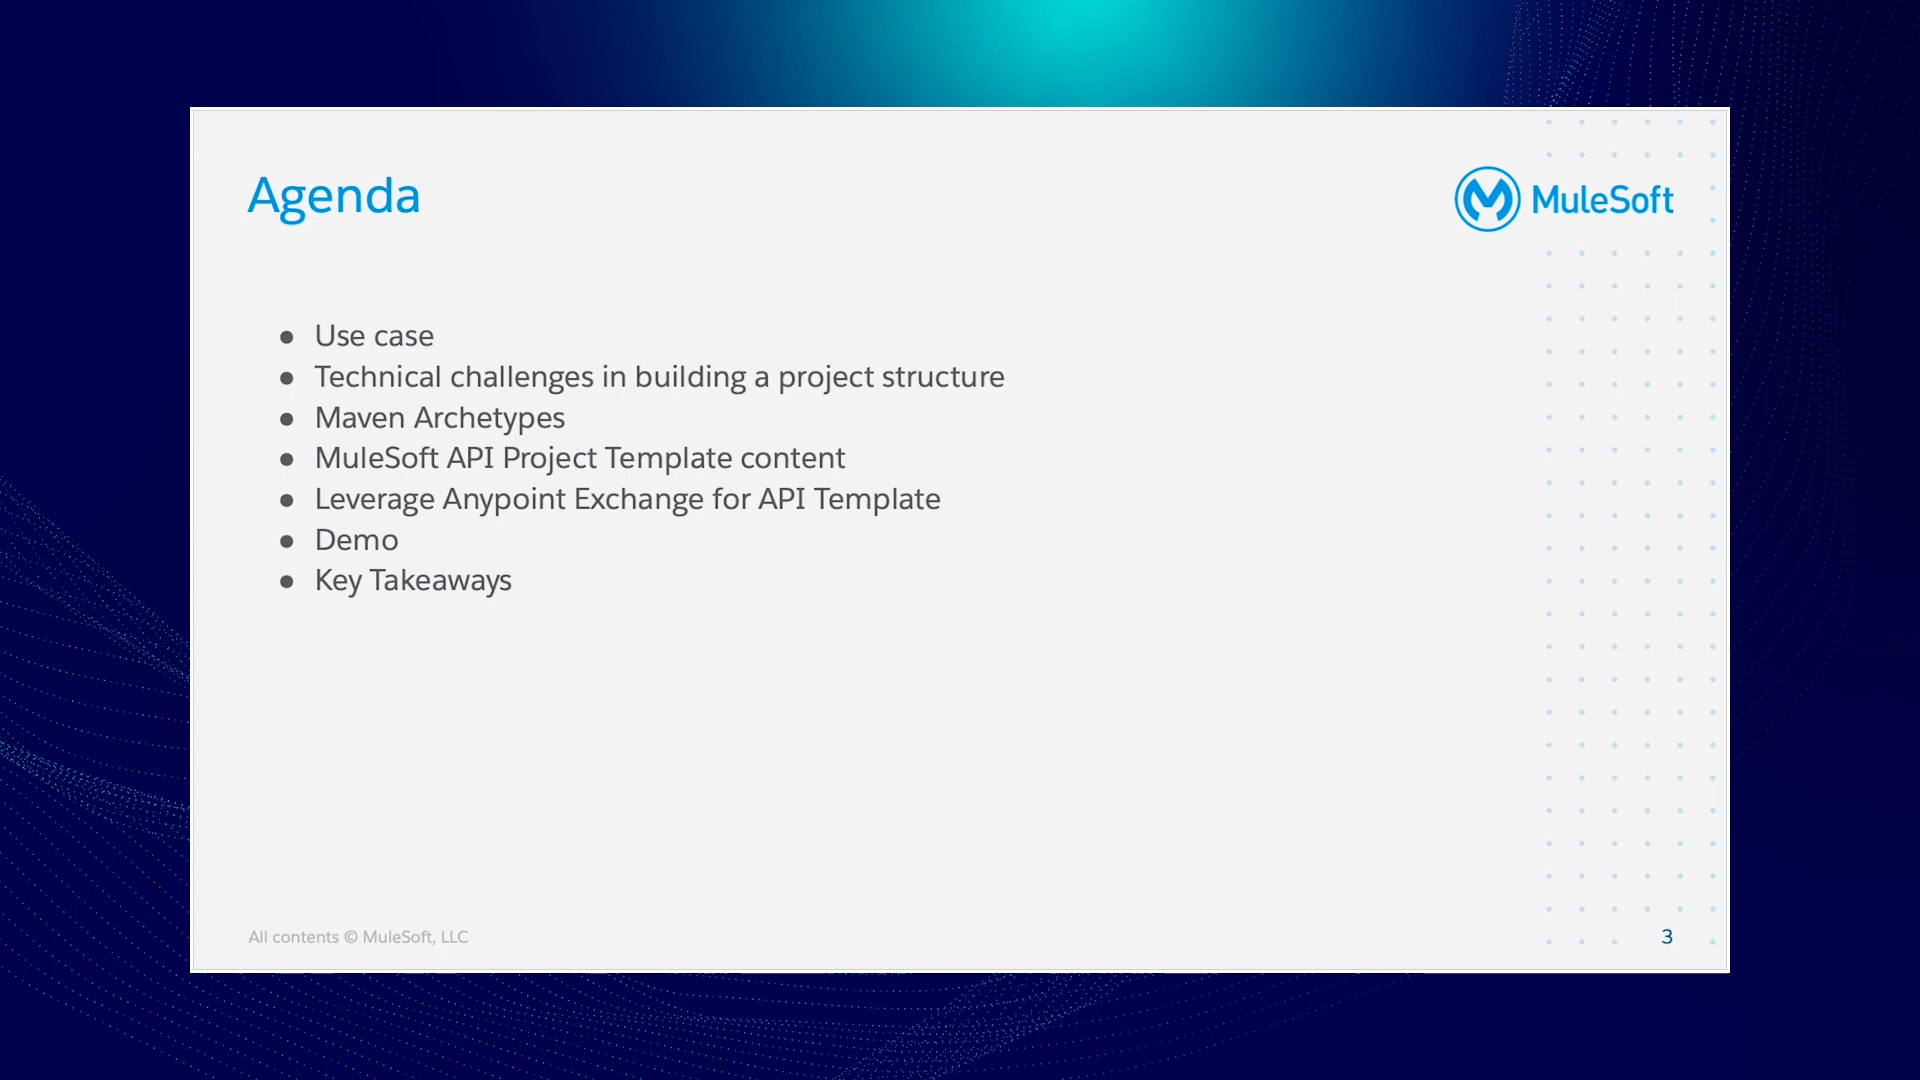 Agenda
MuleSoft
● Use case
● Technical challenges in building a project structure
● Maven Archetypes
● MuleSoft API Project Template content
● Leverage Anypoint Exchange for API Template
● Demo
● Key Takeaways
All contents © MuleSoft, LLC
3